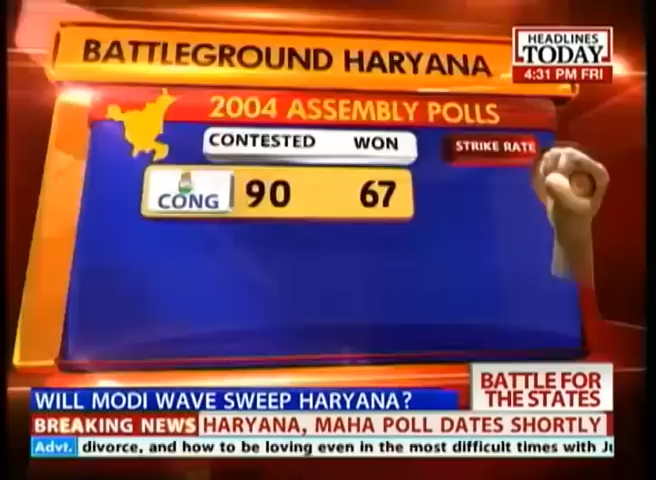 BATTLEGROUND HARYANA
HEADLINES
TODAY
4:31 PM FRI
2004 ASSEMBLY POLLS
CONTESTED WON STRIKE RATE
CONG 90 67
WILL MODI WAVE SWEEP HARYANA?
BATTLE FOR
THE STATES
BREAKING NEWS HARYANA, MAHA POLL DATES SHORTLY
Advt. divorce, and how to be loving even in the most difficult times with